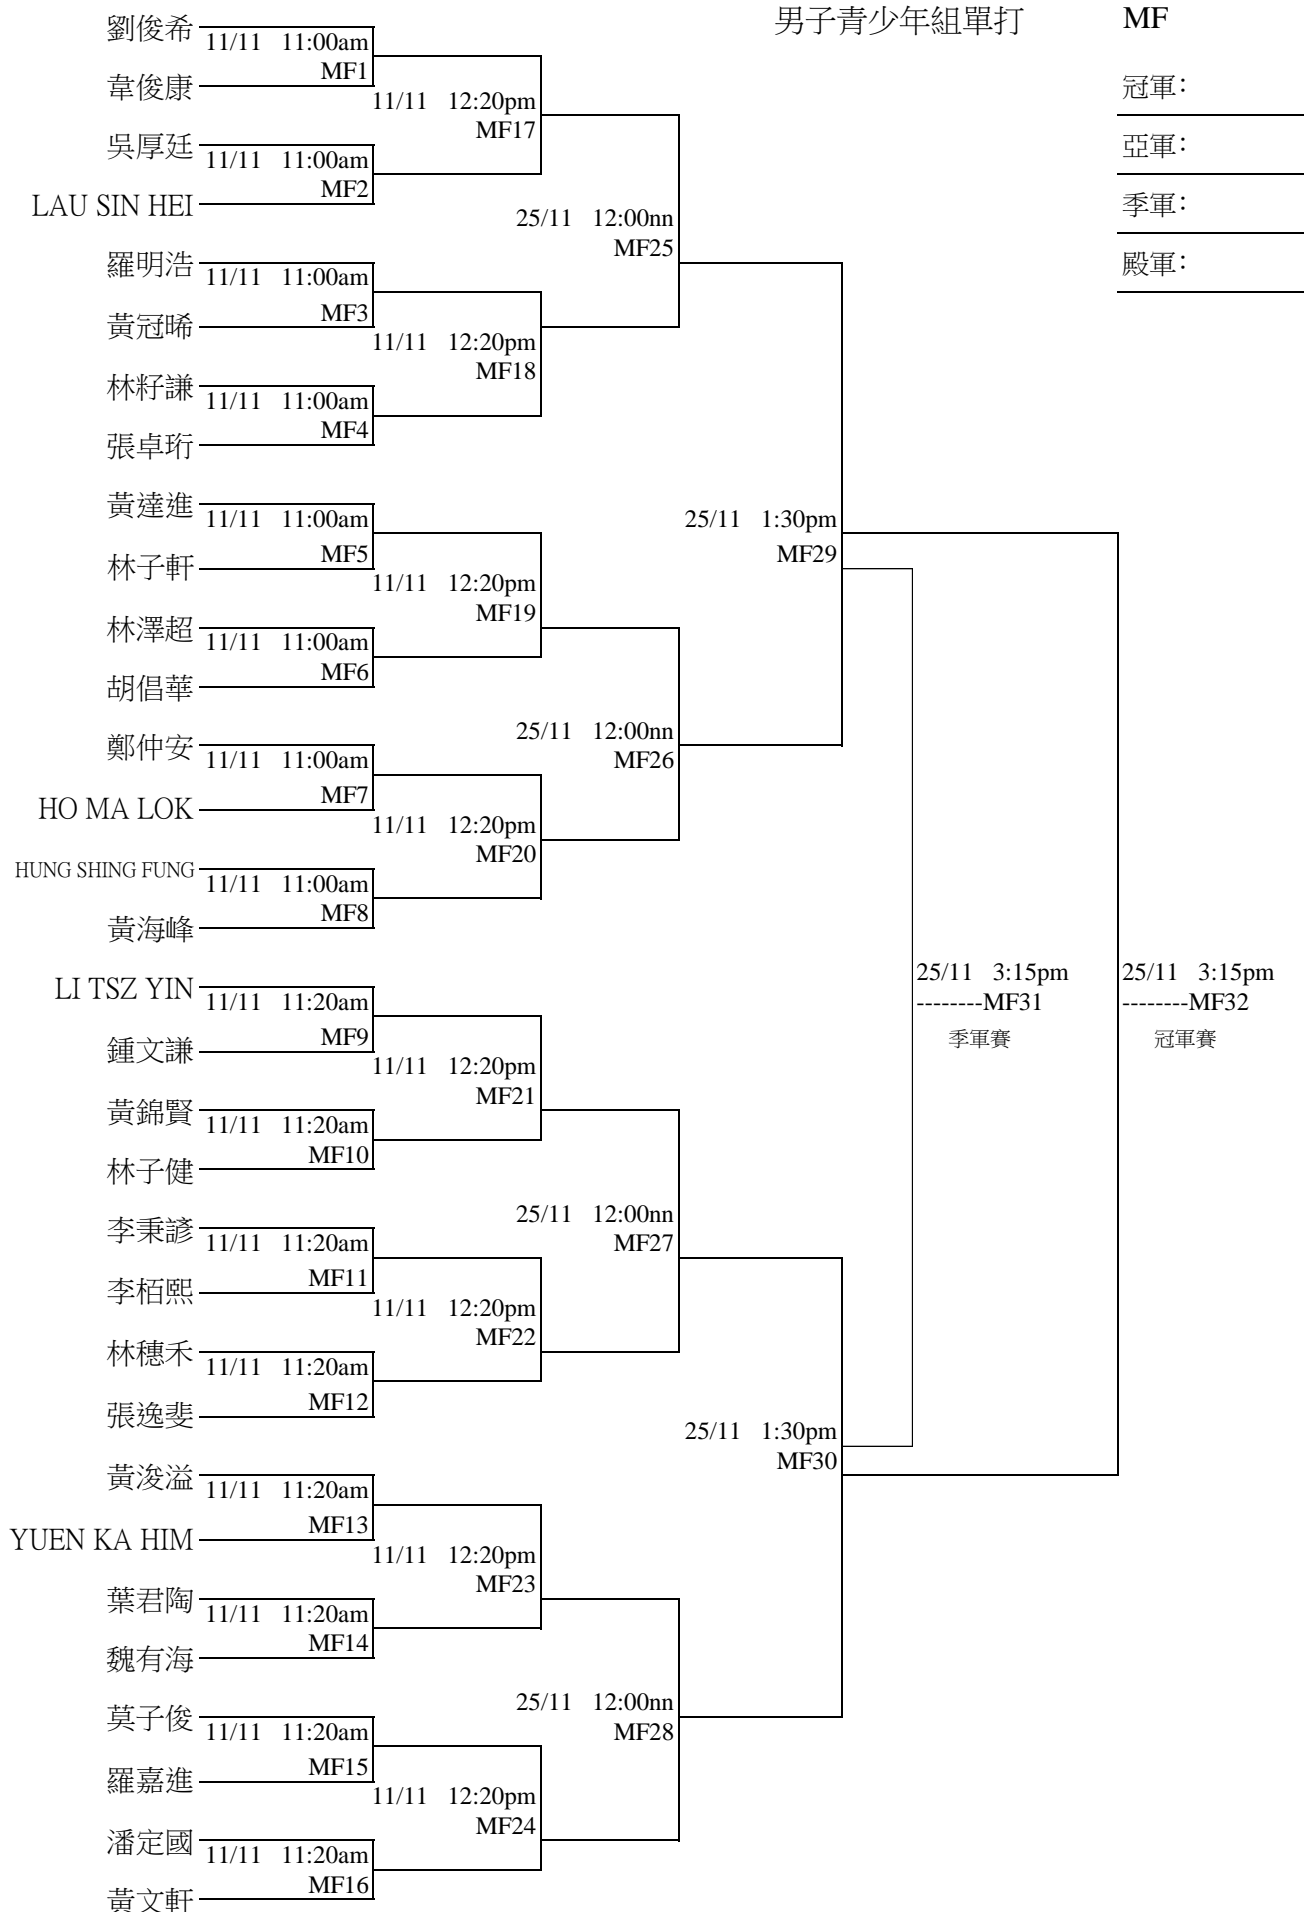 男子青少年組單打 MF
劉俊希
11/11 11:00am
MF1
韋俊康
冠軍:
11/11 12:20pm
MF17
吳厚廷
11/11 11:00am
MF2
亞軍:
LAU SIN HEI
季軍:
25/11 12:00nn
MF25
羅明浩
11/11 11:00am
MF3
殿軍:
黃冠晞
11/11 12:20pm
MF18
林籽謙
11/11 11:00am
MF4
張卓珩
黃達進
11/11 11:00am
MF5
25/11 1:30pm
MF29
林子軒
11/11 12:20pm
MF19
林澤超
11/11 11:00am
MF6
胡倡華
25/11 12:00nn
MF26
鄭仲安
11/11 11:00am
MF7
HO MA LOK
11/11 12:20pm
MF20
HUNG SHING FUNG
11/11 11:00am
MF8
黃海峰
25/11 3:15pm
--------MF31
季軍賽
25/11 3:15pm
--------MF32
冠軍賽
LI TSZ YIN
11/11 11:20am
MF9
鍾文謙
11/11 12:20pm
MF21
黃錦賢
11/11 11:20am
MF10
林子健
25/11 12:00nn
MF27
李秉諺
11/11 11:20am
MF11
李栢熙
11/11 12:20pm
MF22
林穗禾
11/11 11:20am
MF12
張逸斐
25/11 1:30pm
MF30
黃浚溢
11/11 11:20am
MF13
YUEN KA HIM
11/11 12:20pm
MF23
葉君陶
11/11 11:20am
MF14
魏有海
25/11 12:00nn
MF28
莫子俊
11/11 11:20am
MF15
羅嘉進
11/11 12:20pm
MF24
潘定國
11/11 11:20am
MF16
黃文軒